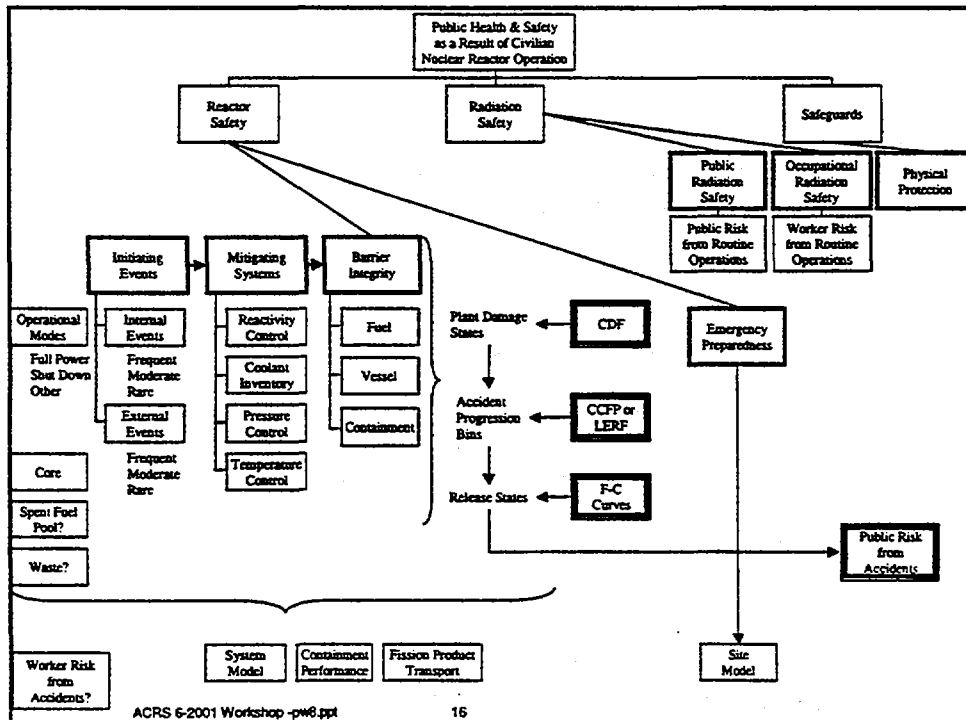 Public Health & Safety
as a Result of Civilian
Nuclear Reactor Operation
Reactor
Safety
Radiation
Safety
Safeguards
Public
Radiation
Safety
Occupational
Radiation
Safety
Physical
Protection
Public Risk
from Routine
Operations
Worker Risk
from Routine
Operations
Initiating
Events
Mitigating
Systems
Barrier
Integrity
Operational
Modes
Full Power
Shut Down
Other
Internal
Events
Frequent
Moderate
Rare
External
Events
Frequent
Moderate
Rare
Reactivity
Control
Coolant
Inventory
Pressure
Control
Temperature
Control
Fuel
Vessel
Containment
Core
Spent Fuel
Pool?
Waste?
Plant Damage
States
CDF
Accident
Progression
Bins
CCFP or
LERF
Release States
F-C
Curves
Emergency
Preparedness
Public Risk
from
Accidents
Worker Risk
from
Accidents?
System
Model
Containment
Performance
Fission Product
Transport
Site
Model
ACRS 6-2001 Workshop -pw8.ppt
16